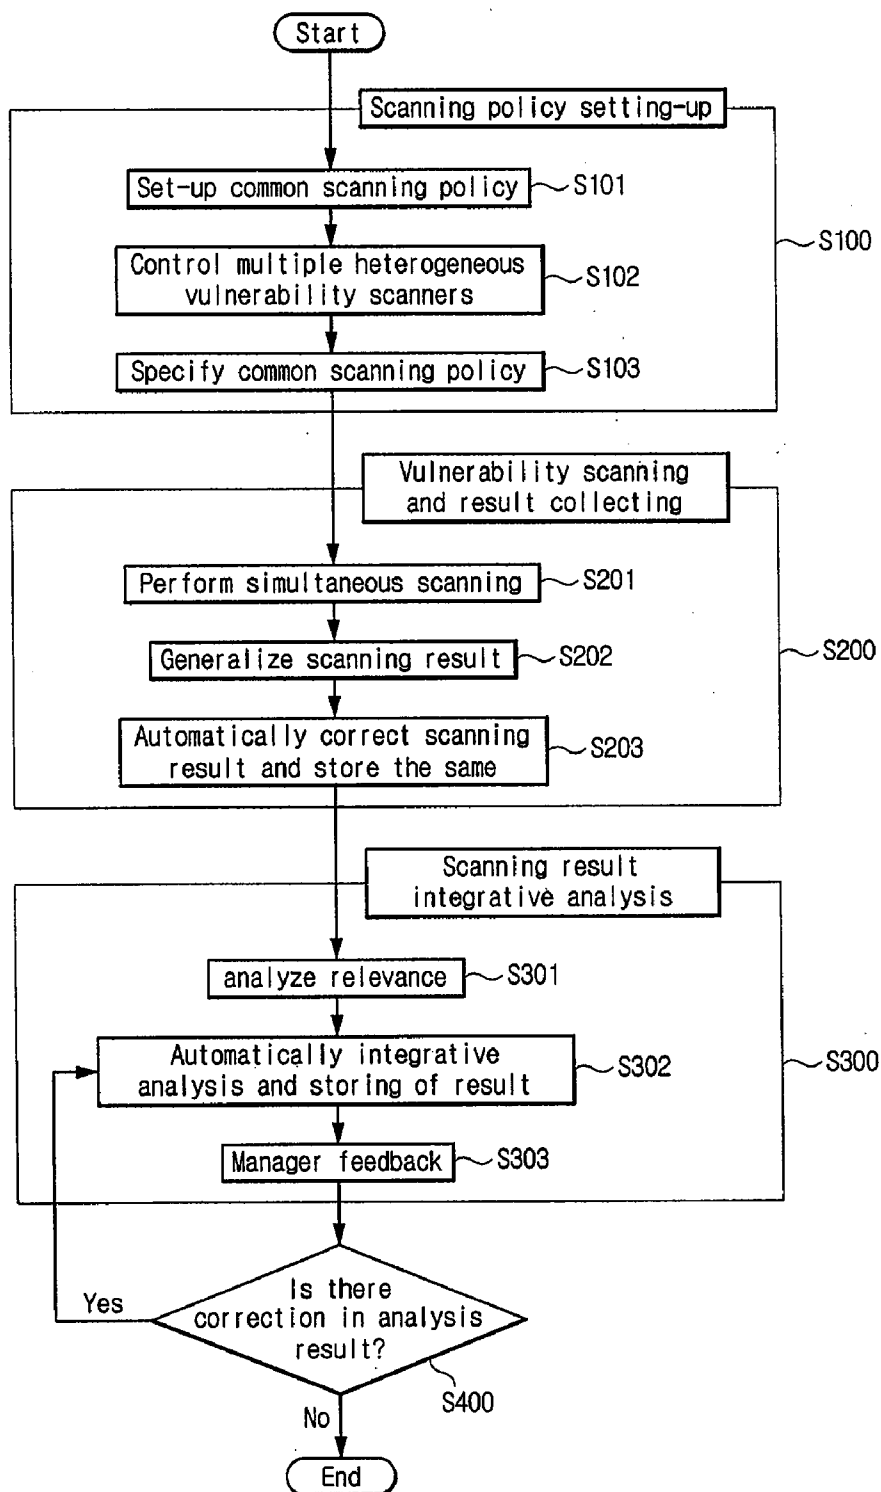 Start
Scanning policy setting-up
Set-up common scanning policy
S101
Control multiple heterogeneous
vulnerability scanners
S102
S100
Specify common scanning policy
S103
Vulnerability scanning
and result collecting
Perform simultaneous scanning
S201
Generalize scanning result
S202
S200
Automatically correct scanning
result and store the same
S203
Scanning result
integrative analysis
analyze relevance
S301
Automatically integrative
analysis and storing of result
S302
S300
Manager feedback
S303
Is there
correction in analysis
result?
Yes
S400
No
End